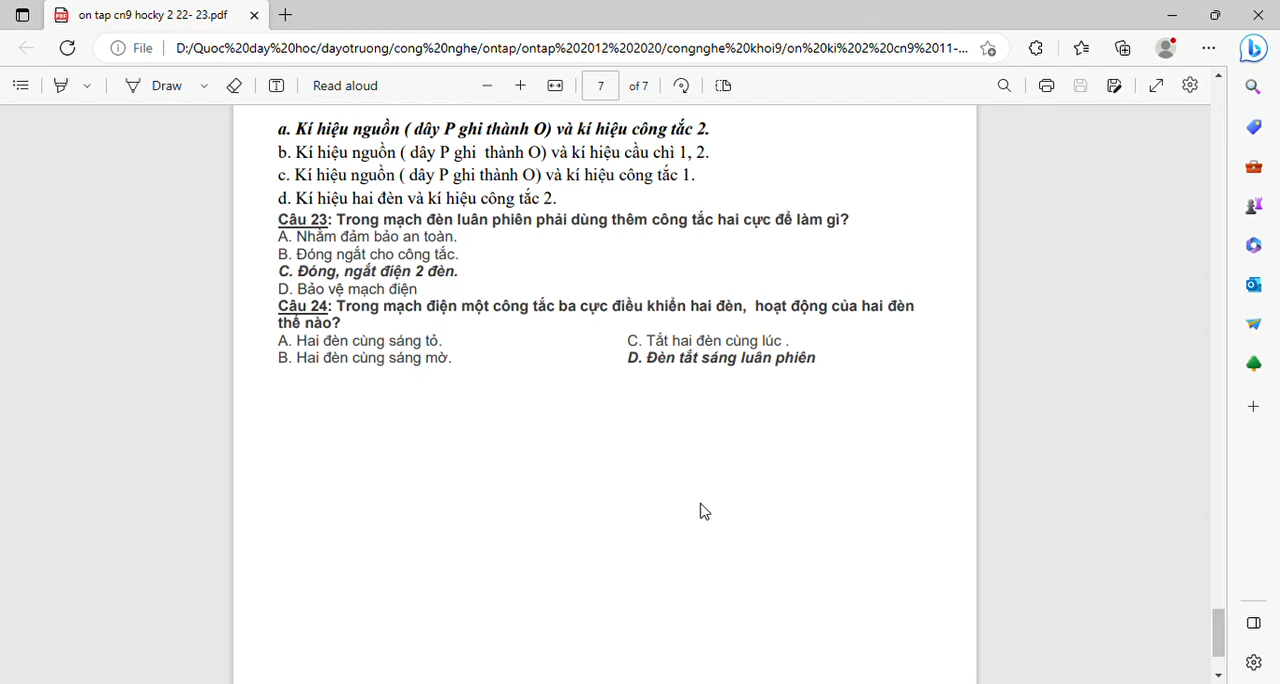 on tap cn9 hocky 2 22- 23.pdf
File
D:/Quoc%20day%20hoc/dayotruong/cong%20nghe/ontap/ontap%202012%202020/congnghe%20khoi9/on%20ki%202%20cn9%2011-...
Draw
Read aloud
7
of 7
a. Kí hiệu nguồn ( dây P ghi thành O) và kí hiệu công tắc 2.
b. Kí hiệu nguồn ( dây P ghi  thành O) và kí hiệu cầu chì 1, 2.
c. Kí hiệu nguồn ( dây P ghi thành O) và kí hiệu công tắc 1.
d. Kí hiệu hai đèn và kí hiệu công tắc 2.
Câu 23: Trong mạch đèn luân phiên phải dùng thêm công tắc hai cực để làm gì?
A. Nhằm đảm bảo an toàn.
B. Đóng ngắt cho công tắc.
C. Đóng, ngắt điện 2 đèn.
D. Bảo vệ mạch điện
Câu 24: Trong mạch điện một công tắc ba cực điều khiển hai đèn,  hoạt động của hai đèn
thế nào?
A. Hai đèn cùng sáng tỏ.
C. Tắt hai đèn cùng lúc .
B. Hai đèn cùng sáng mờ.
D. Đèn tắt sáng luân phiên